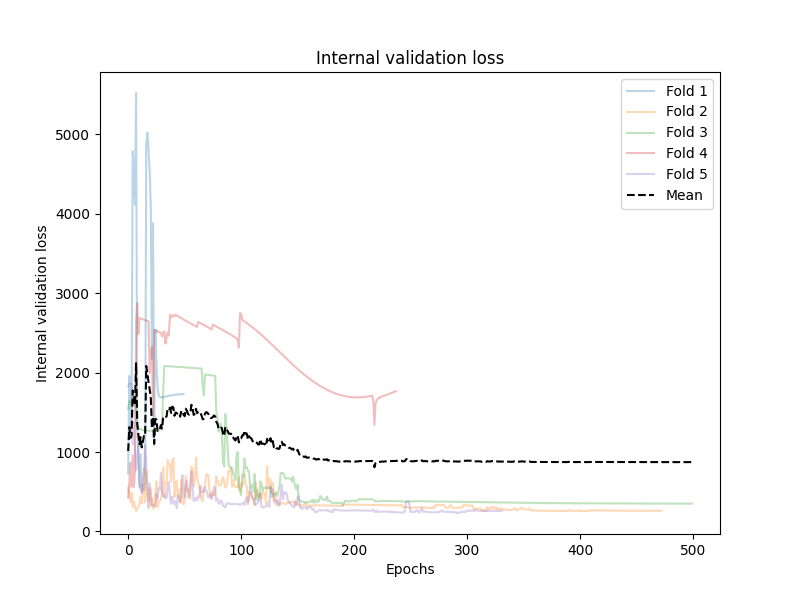 Internal validation loss
Fold 1
Fold 2
Fold 3
Fold 4
Fold 5
Mean
Internal validation loss
5000
4000
3000
2000
1000
0
0 100 200 300 400 500
Epochs